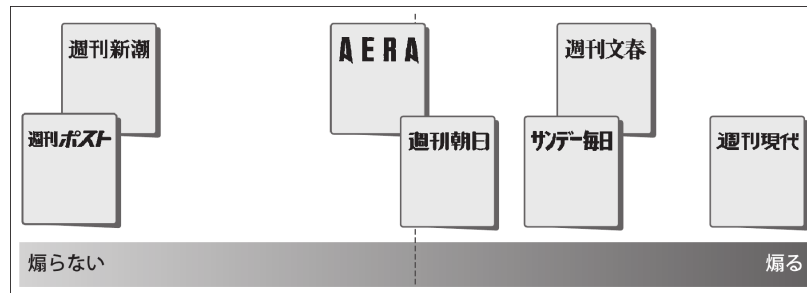 週刊新潮
AERA
週刊文春
週刊ポスト
週刊朝日
サンデー毎日
週刊現代
煽らない
煽る